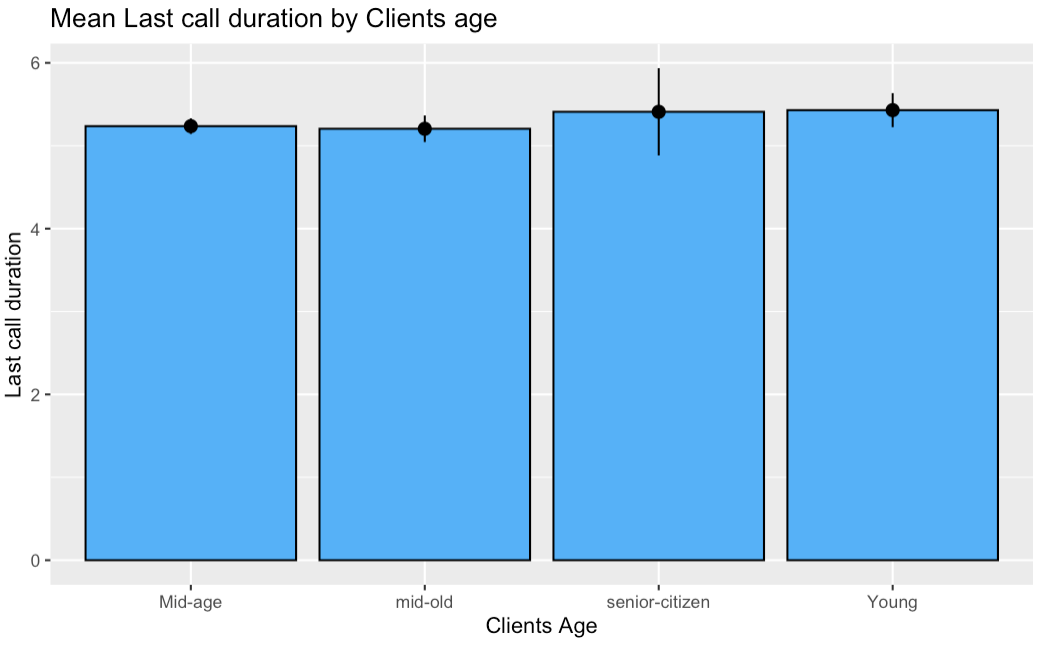 Mean Last call duration by Clients age
Last call duration
6
4
2
0
Mid-age
mid-old
senior-citizen
Young
Clients Age